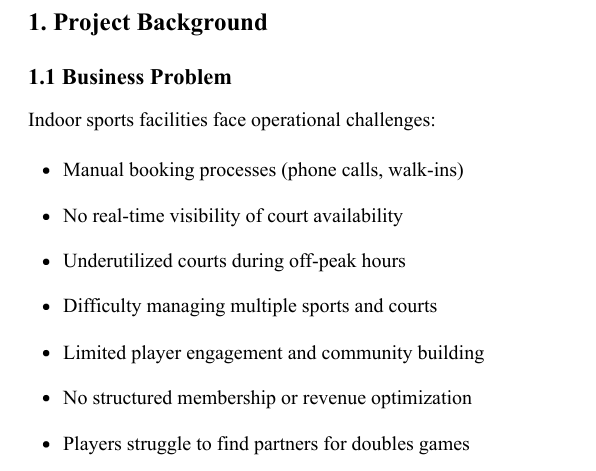 1. Project Background
1.1 Business Problem
Indoor sports facilities face operational challenges:
• Manual booking processes (phone calls, walk-ins)
• No real-time visibility of court availability
• Underutilized courts during off-peak hours
• Difficulty managing multiple sports and courts
• Limited player engagement and community building
• No structured membership or revenue optimization
• Players struggle to find partners for doubles games